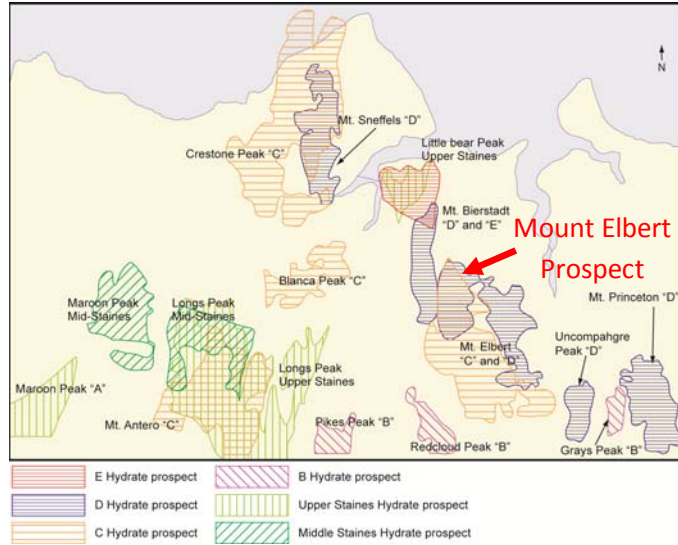 N
Mt. Sneffels "D"
Crestone Peak "C"
Little bear Peak
Upper Staines
Mt. Bierstadt
"D" and "E"
Mount Elbert
Prospect
Blanca Peak "C"
Maroon Peak
Mid-Staines
Longs Peak
Mid-Staines
Mt. Princeton "D"
Uncompahgre
Peak "D"
Mt. Elbert
"C" and "D"
Longs Peak
Upper Staines
Maroon Peak "A"
Mt. Antero "C"
Pikes Peak "B"
Redcloud Peak "B"
Grays Peak "B"
E Hydrate prospect
B Hydrate prospect
D Hydrate prospect
Upper Staines Hydrate prospect
C Hydrate prospect
Middle Staines Hydrate prospect